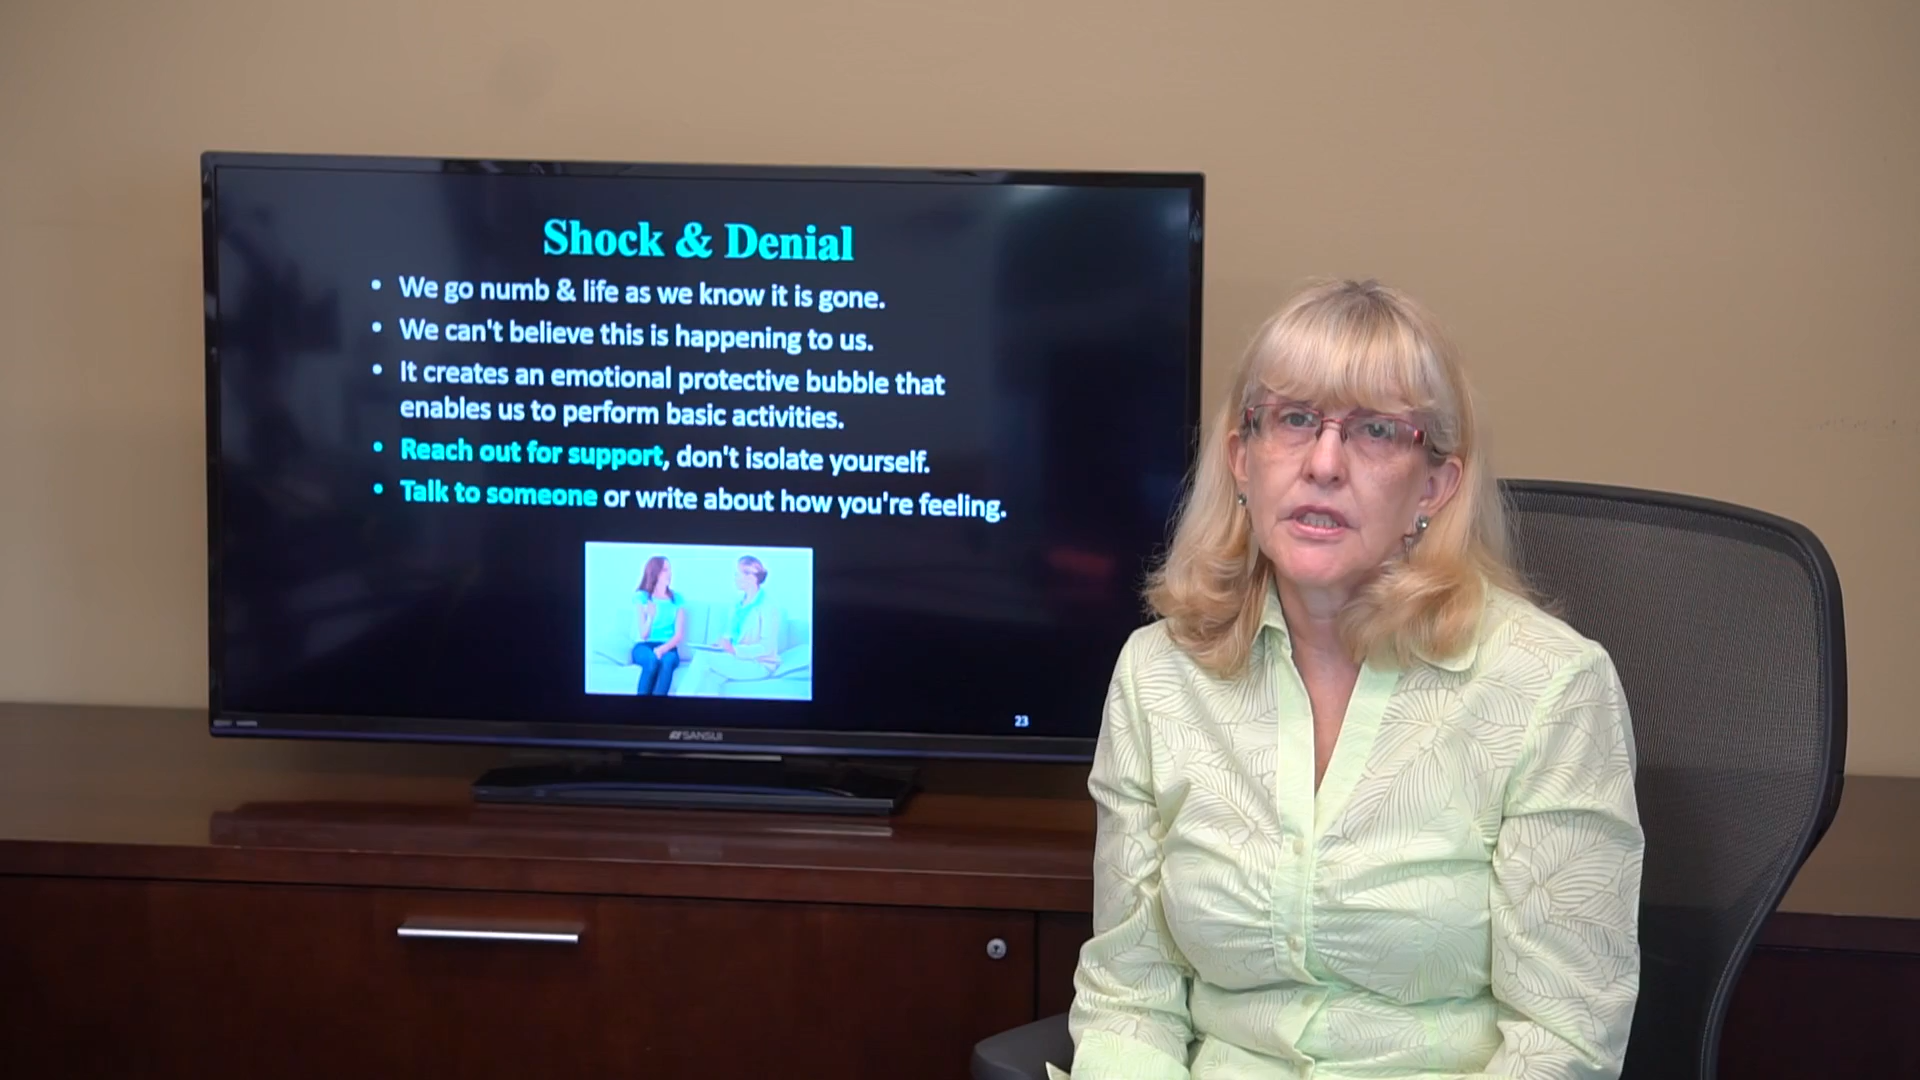 Shock & Denial
• We go numb & life as we know it is gone.
• We can't believe this is happening to us.
• It creates an emotional protective bubble that
enables us to perform basic activities.
• Reach out for support, don't isolate yourself.
• Talk to someone or write about how you're feeling.
23
SANSUI